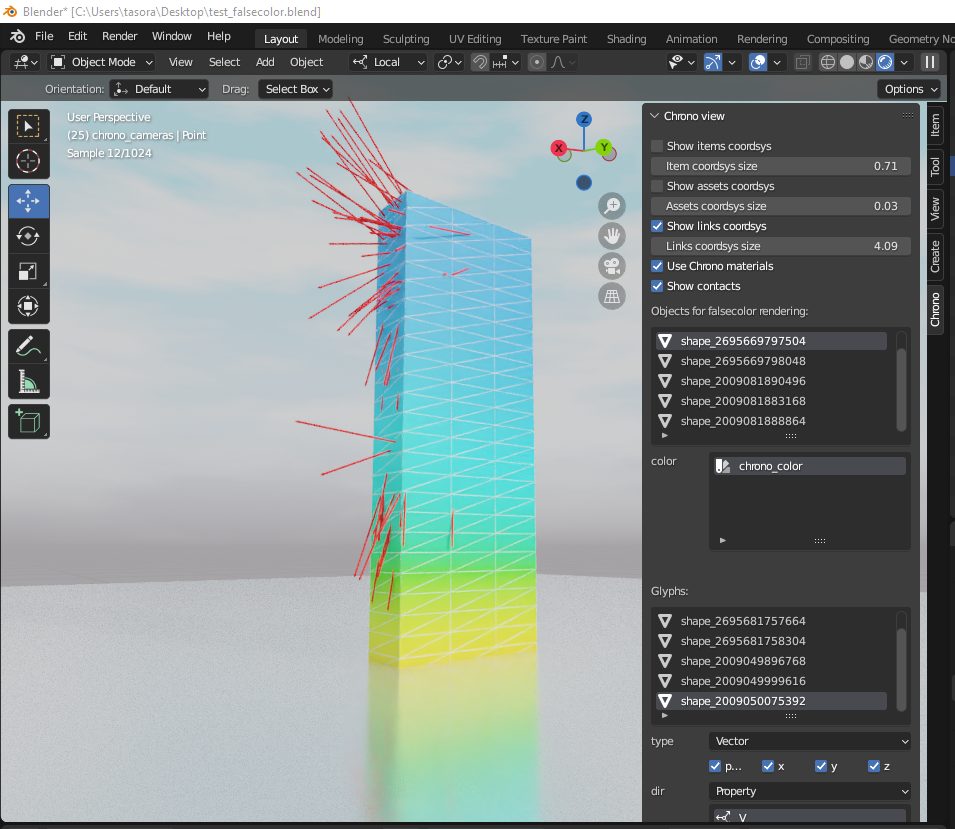 Blender* [C:\Users\tasora\Desktop\test_falsecolor.blend]
File Edit Render Window Help Layout Modeling Sculpting UV Editing Texture Paint Shading Animation Rendering Compositing Geometry No
Object Mode View Select Add Object Local
Orientation: Default Drag: Select Box Options
User Perspective
(25) chrono_cameras | Point
Sample 12/1024
Z
X
Y
Chrono view
Show items coordsys
Item coordsys size 0.71
Show assets coordsys
Assets coordsys size 0.03
Show links coordsys
Links coordsys size 4.09
Use Chrono materials
Show contacts
Objects for falsecolor rendering:
shape_2695669797504
shape_2695669798048
shape_2009081890496
shape_2009081883168
shape_2009081888864
color chrono_color
Glyphs:
shape_2695681757664
shape_2695681758304
shape_2009049896768
shape_2009049999616
shape_2009050075392
type Vector
p... x y z
dir Property
V
Item
Tool
View
Create
Chrono